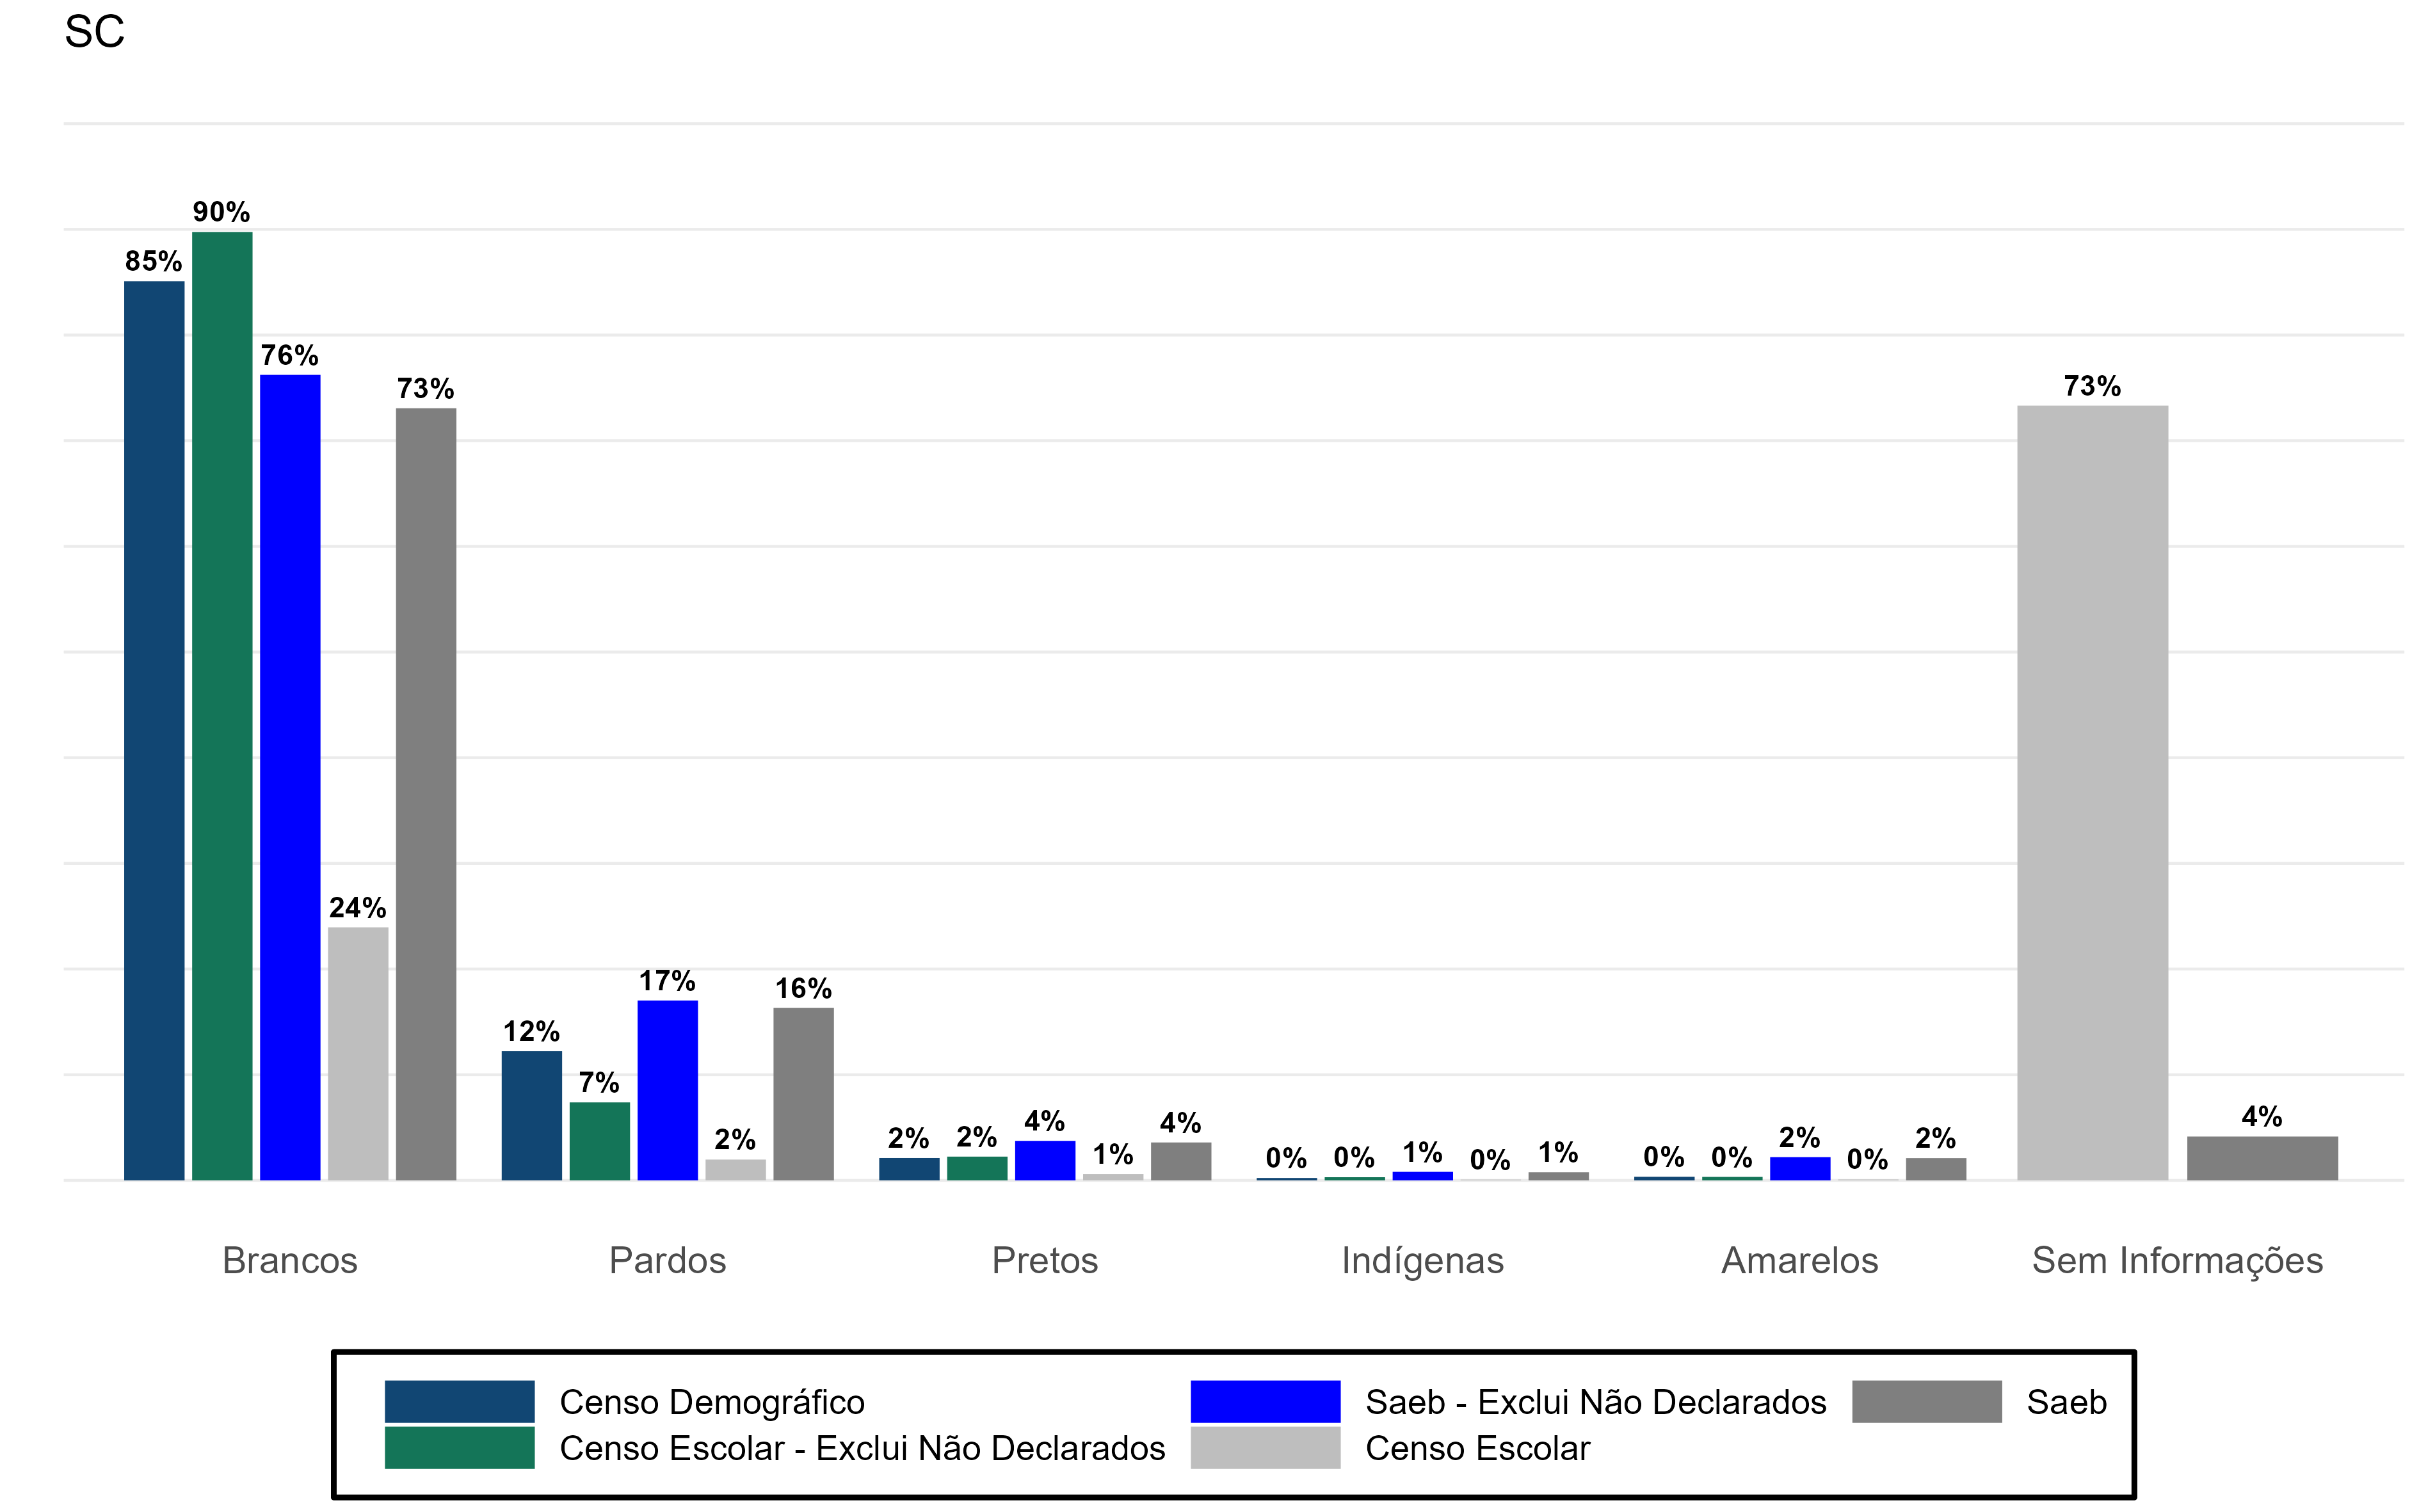 SC
85%
90%
76%
24%
73%
12%
7%
17%
2%
16%
2%
2%
4%
1%
4%
0%
0%
1%
0%
1%
0%
0%
2%
0%
2%
73%
4%
Brancos
Pardos
Pretos
Indígenas
Amarelos
Sem Informações
Censo Demográfico
Censo Escolar - Exclui Não Declarados
Saeb - Exclui Não Declarados
Censo Escolar
Saeb